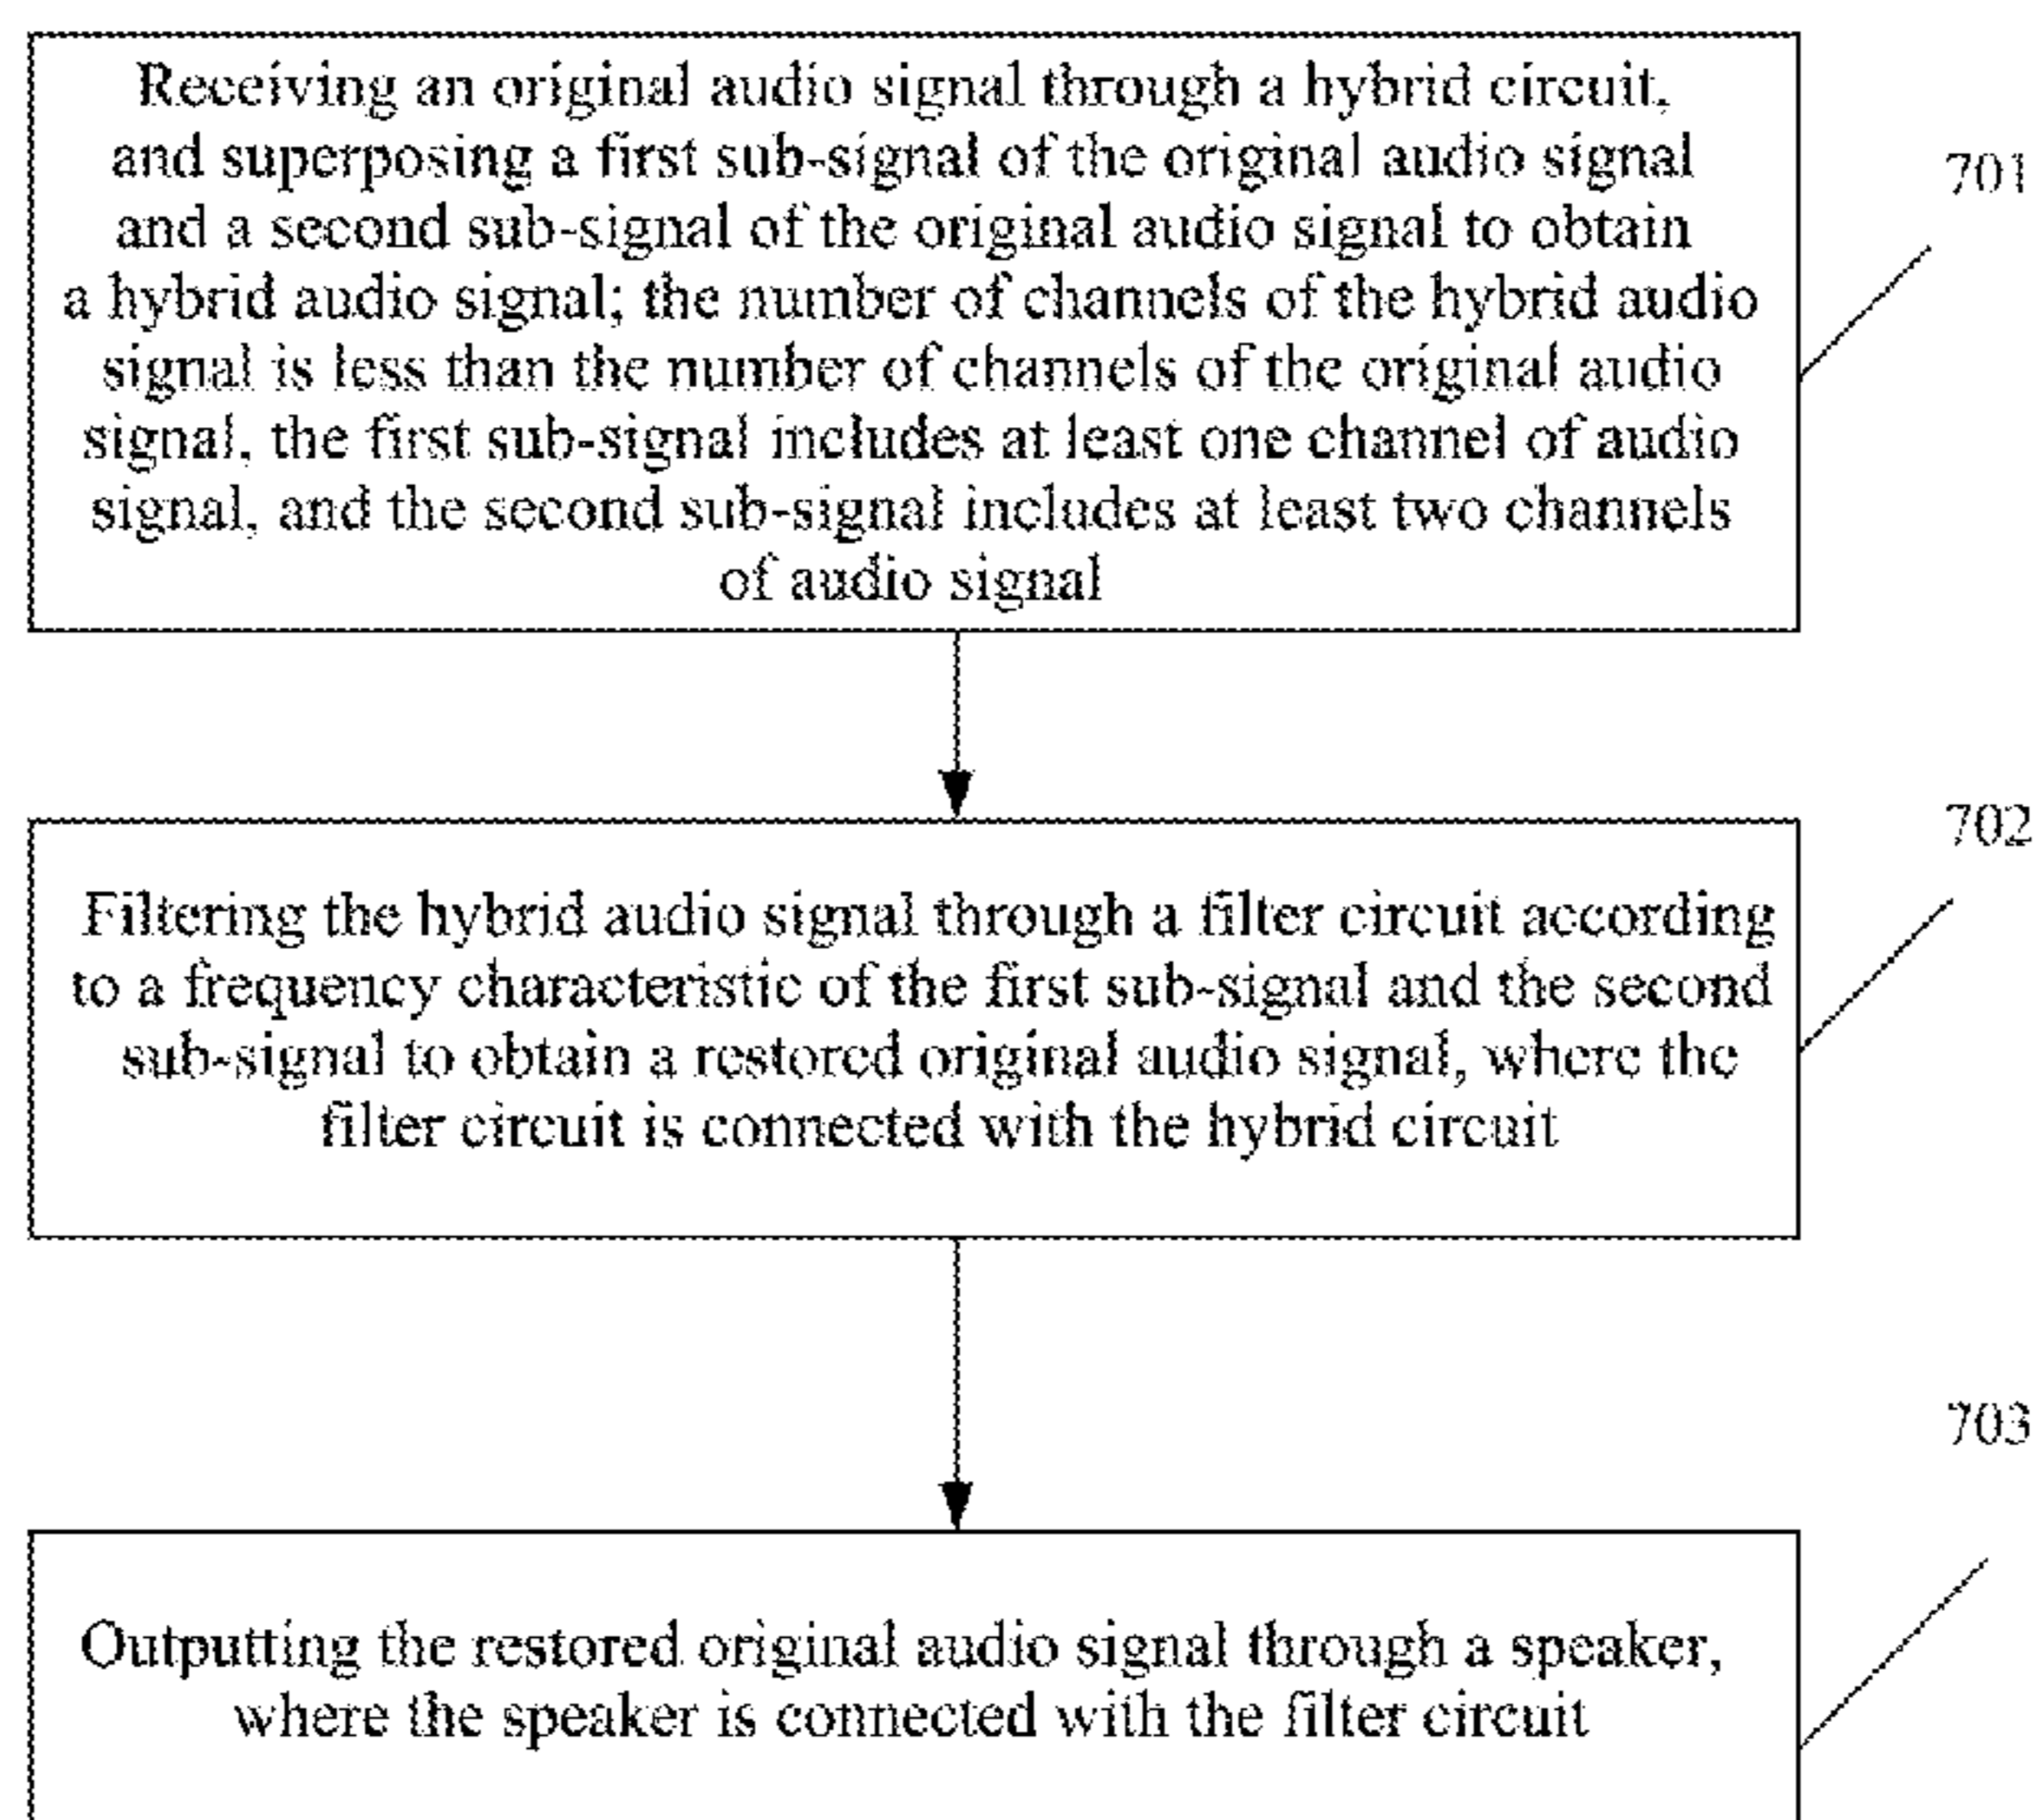 Receiving an original audio signal through a hybrid circuit,
and superposing a first sub-signal of the original audio signal
and a second sub-signal of the original audio signal to obtain
a hybrid audio signal; the number of channels of the hybrid audio
signal is less than the number of channels of the original audio
signal, the first sub-signal includes at least one channel of audio
signal, and the second sub-signal includes at least two channels
of audio signal
701
Filtering the hybrid audio signal through a filter circuit according
to a frequency characteristic of the first sub-signal and the second
sub-signal to obtain a restored original audio signal, where the
filter circuit is connected with the hybrid circuit
702
Outputting the restored original audio signal through a speaker,
where the speaker is connected with the filter circuit
703